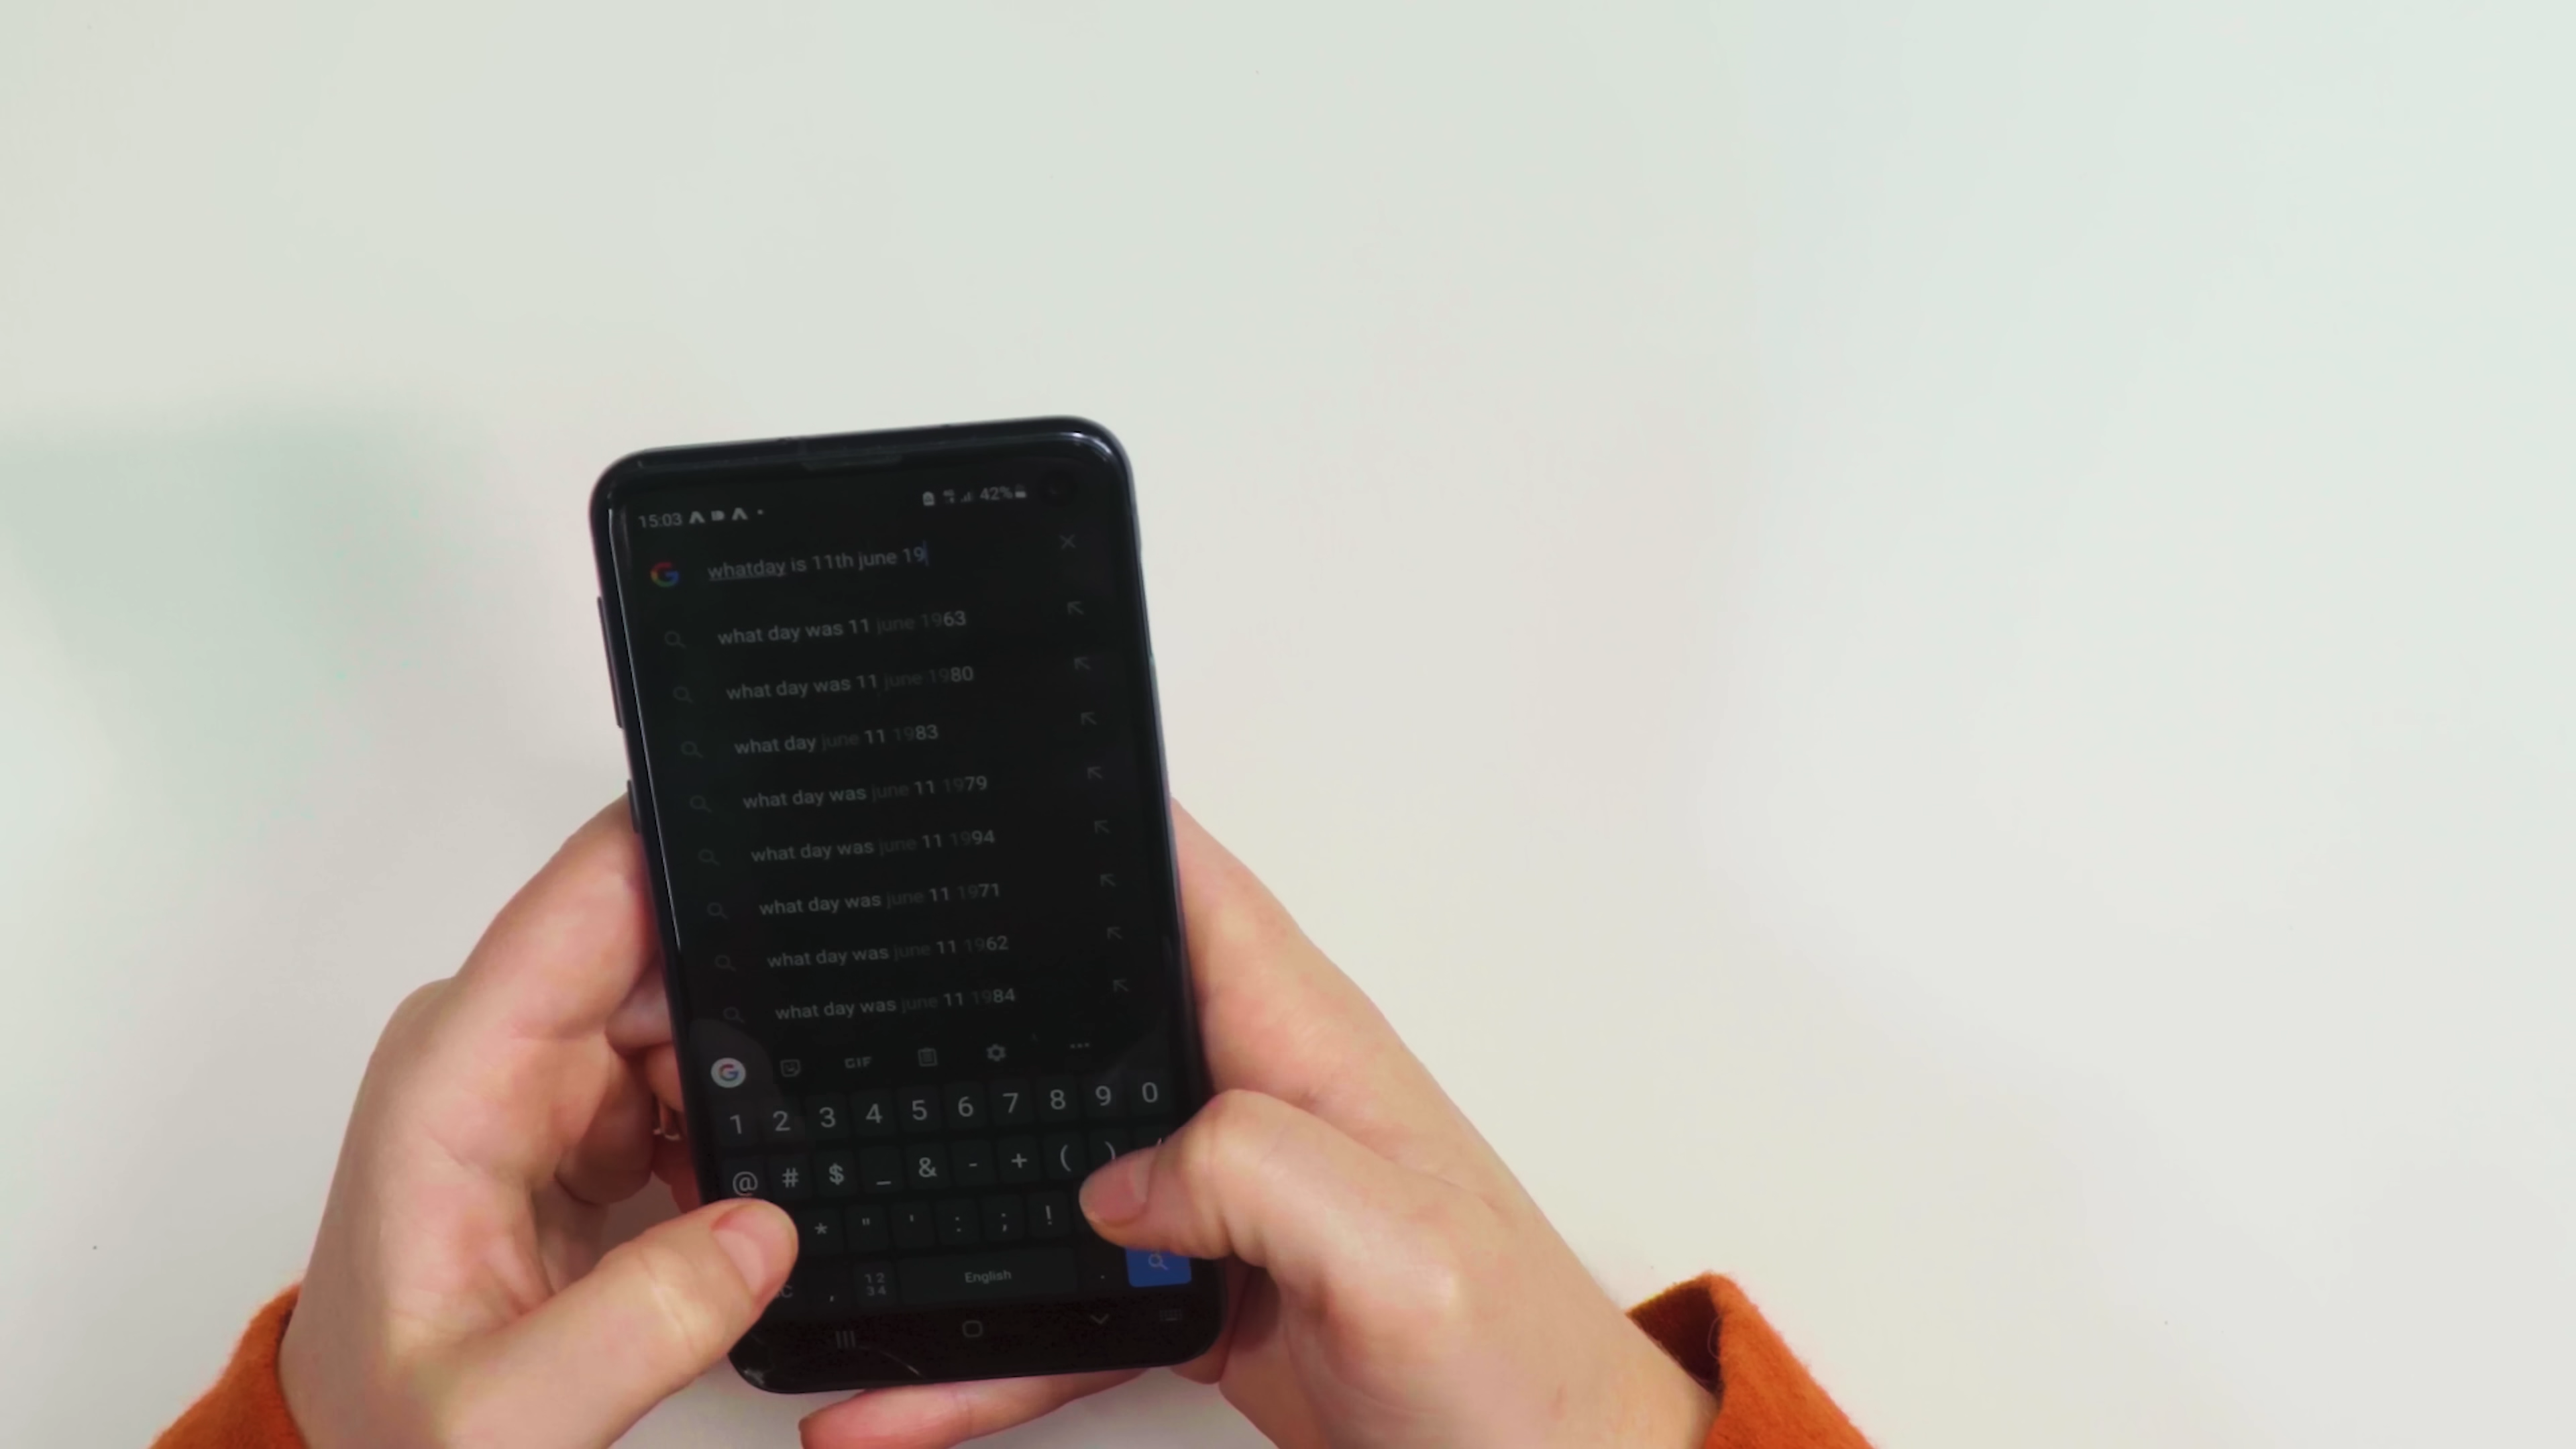 15:03 42%
whatday is 11th june 19
what day was 11 june 1963
what day was 11 june 1980
what day june 11 1983
what day was june 11 1979
what day was june 11 1994
what day was june 11 1971
what day was june 11 1962
what day was june 11 1984
GIF
1 2 3 4 5 6 7 8 9 0
@ # $ _ & - + ( )
* " ' : ; !
, 12 34 English .